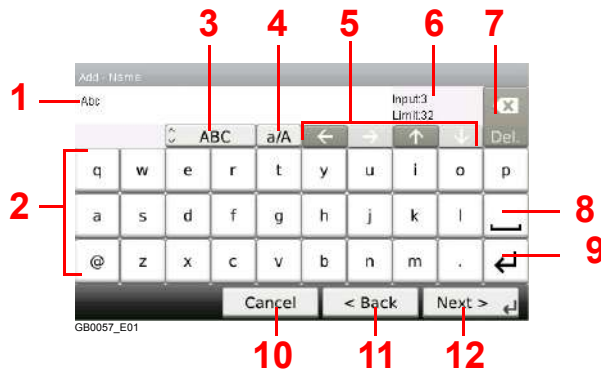 3 4 5 6 7
Add - Name
1 Abc Input:3
Limit:32
ABC a/A ← → ↑ ↓ Del.
2 q w e r t y u i o p
a s d f g h j k l 8
@ z x c v b n m . 9
Cancel < Back Next >
GB0057_E01
10 11 12